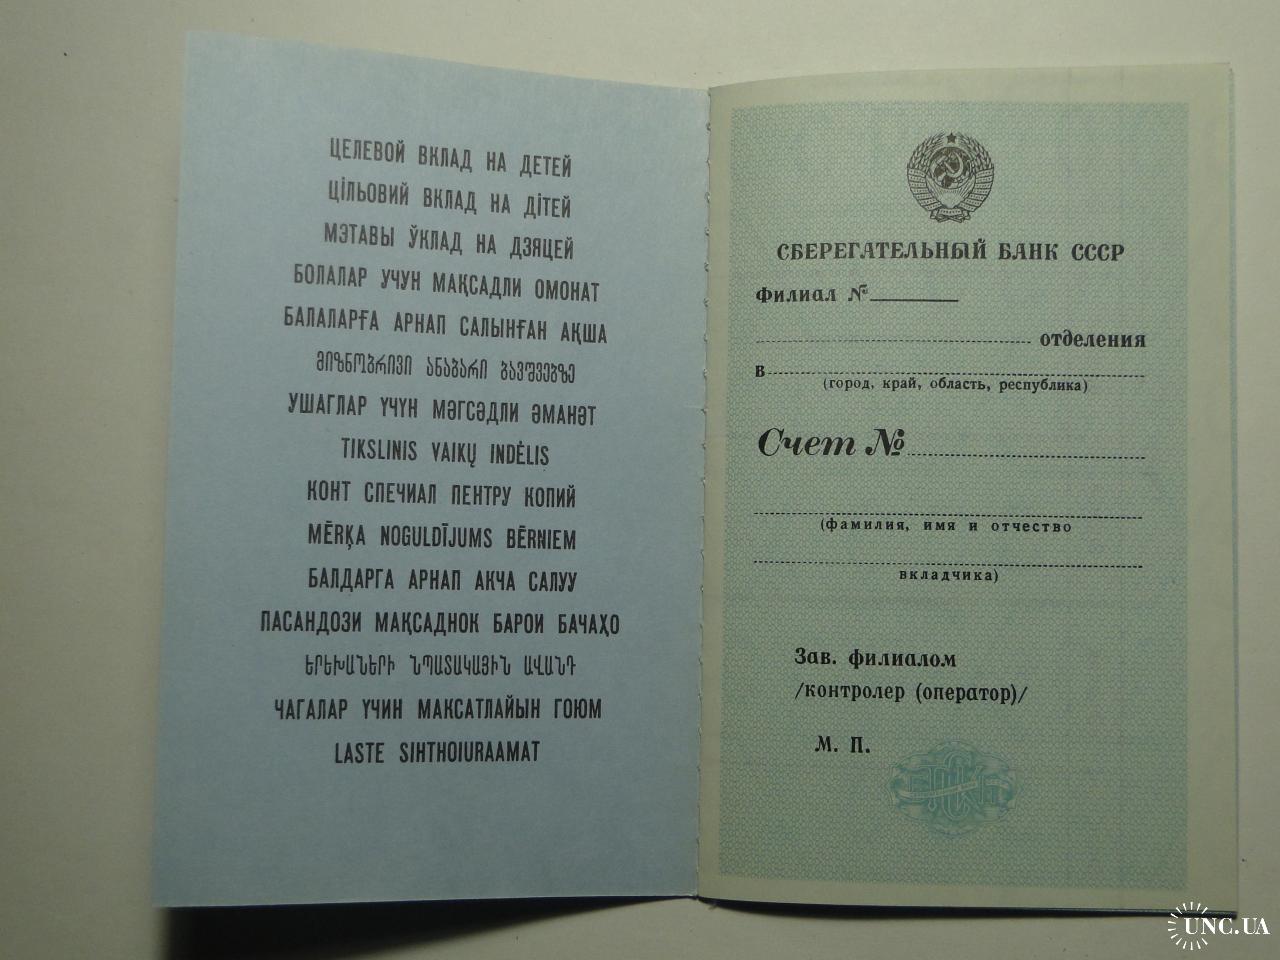 ЦЕЛЕВОЙ ВКЛАД НА ДЕТЕЙ
ЦІЛЬОВИЙ ВКЛАД НА ДІТЕЙ
МЭТАВЫ ЎКЛАД НА ДЗЯЦЕЙ
БОЛАЛАР УЧУН МАҚСАДЛИ ОМОНАТ
БАЛАЛАРҒА АРНАП САЛЫНҒАН АҚША
მიზნობრივი ანაბარი ბავშვებზე
УШАГЛАР ҮЧҮН МӘГСӘДЛИ ӘМАНӘТ
TIKSLINIS VAIKŲ INDĖLIS
КОНТ СПЕЧИАЛ ПЕНТРУ КОПИЙ
MĒRĶA NOGULDĪJUMS BĒRNIEM
БАЛДАРГА АРНАП АКЧА САЛУУ
ПАСАНДОЗИ МАҚСАДНОК БАРОИ БАЧАҲО
ԵՐԵԽԱՆԵՐԻ ՆՊԱՏԱԿԱՅԻՆ ԱՎԱՆԴ
ЧАГАЛАР ҮЧИН МАКСАТЛАЙЫН ГОЮМ
LASTE SIHTHOIURAAMAT
СБЕРЕГАТЕЛЬНЫЙ БАНК СССР
Филиал №
отделения
в
(город, край, область, республика)
Счет №
(фамилия, имя и отчество
вкладчика)
Зав. филиалом
/контролер (оператор)/
М. П.
UNC.UA